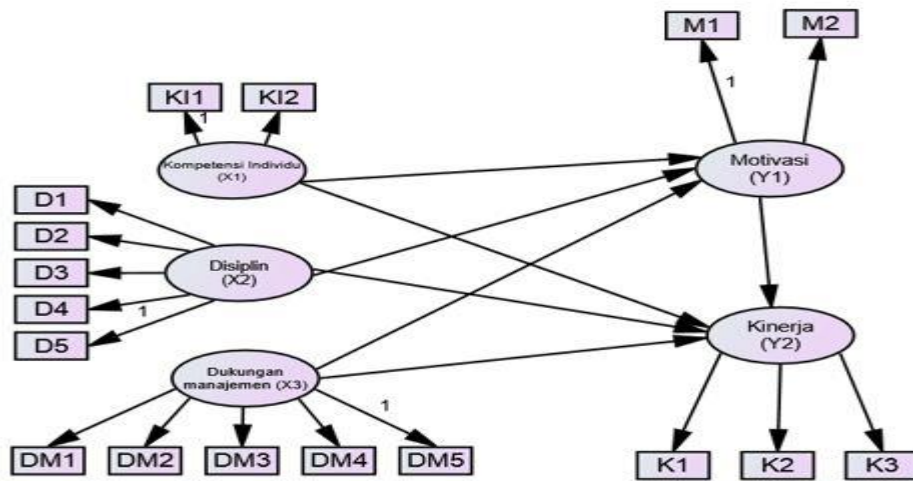 M1
M2
KI1
KI2
1
1
Kompetensi Individu
(X1)
Motivasi
(Y1)
D1
D2
D3
D4
D5
1
Disiplin
(X2)
Kinerja
(Y2)
Dukungan
manajemen (X3)
1
DM1
DM2
DM3
DM4
DM5
K1
K2
K3